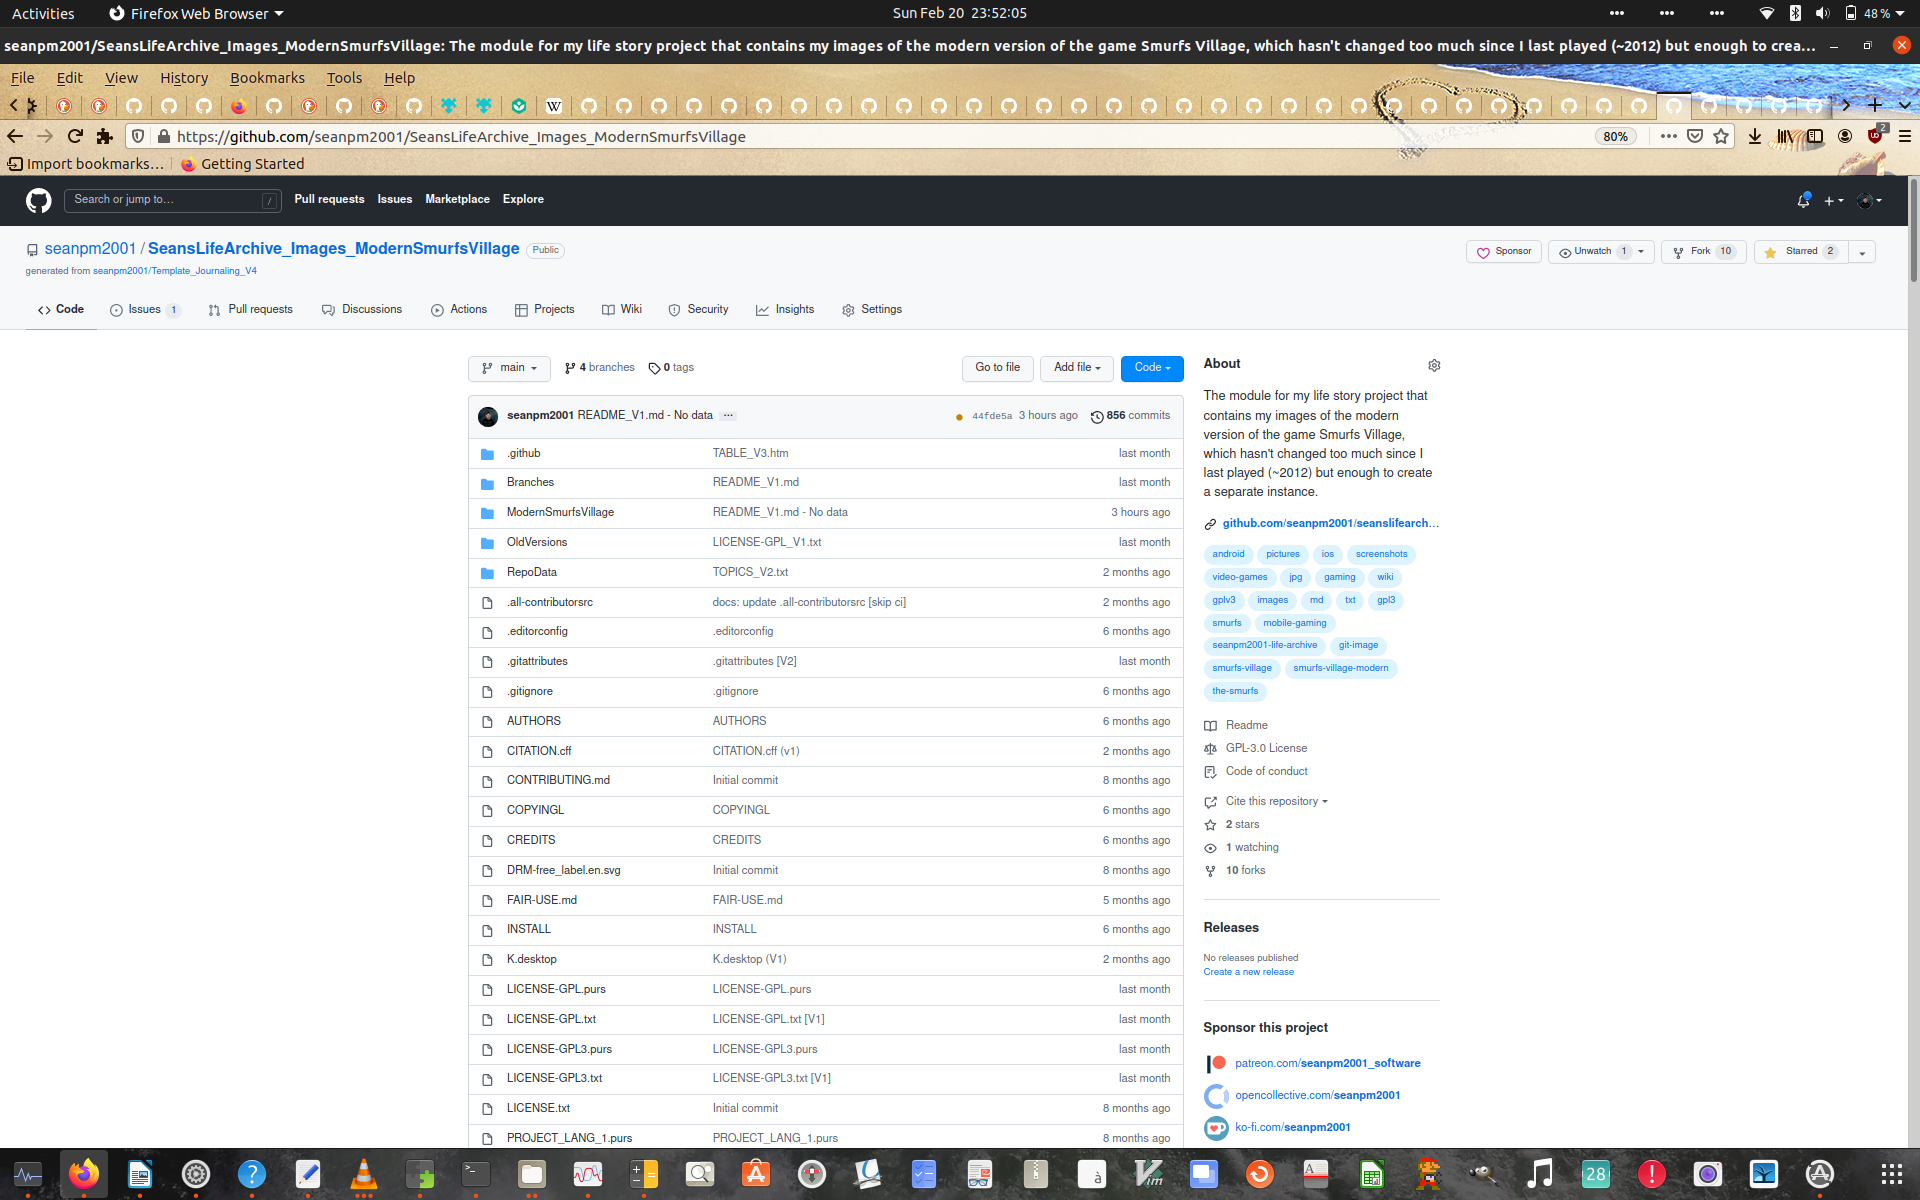 Activities Firefox Web Browser Sun Feb 20 23:52:05 48 %
seanpm2001/SeansLifeArchive_Images_ModernSmurfsVillage: The module for my life story project that contains my images of the modern version of the game Smurfs Village, which hasn't changed too much since I last played (~2012) but enough to crea…
File Edit View History Bookmarks Tools Help
https://github.com/seanpm2001/SeansLifeArchive_Images_ModernSmurfsVillage 80% 2
Import bookmarks… Getting Started
Search or jump to… / Pull requests Issues Marketplace Explore
seanpm2001 / SeansLifeArchive_Images_ModernSmurfsVillage Public Sponsor Unwatch 1 Fork 10 Starred 2
generated from seanpm2001/Template_Journaling_V4
Code Issues 1 Pull requests Discussions Actions Projects Wiki Security Insights Settings
main 4 branches 0 tags Go to file Add file Code
seanpm2001 README_V1.md - No data ... 44fde5a 3 hours ago 856 commits
.github TABLE_V3.htm last month
Branches README_V1.md last month
ModernSmurfsVillage README_V1.md - No data 3 hours ago
OldVersions LICENSE-GPL_V1.txt last month
RepoData TOPICS_V2.txt 2 months ago
.all-contributorsrc docs: update .all-contributorsrc [skip ci] 2 months ago
.editorconfig .editorconfig 6 months ago
.gitattributes .gitattributes [V2] last month
.gitignore .gitignore 6 months ago
AUTHORS AUTHORS 6 months ago
CITATION.cff CITATION.cff (v1) 2 months ago
CONTRIBUTING.md Initial commit 8 months ago
COPYINGL COPYINGL 6 months ago
CREDITS CREDITS 6 months ago
DRM-free_label.en.svg Initial commit 8 months ago
FAIR-USE.md FAIR-USE.md 5 months ago
INSTALL INSTALL 6 months ago
K.desktop K.desktop (V1) 2 months ago
LICENSE-GPL.purs LICENSE-GPL.purs last month
LICENSE-GPL.txt LICENSE-GPL.txt [V1] last month
LICENSE-GPL3.purs LICENSE-GPL3.purs last month
LICENSE-GPL3.txt LICENSE-GPL3.txt [V1] last month
LICENSE.txt Initial commit 8 months ago
PROJECT_LANG_1.purs PROJECT_LANG_1.purs 8 months ago
About
The module for my life story project that
contains my images of the modern
version of the game Smurfs Village,
which hasn't changed too much since I
last played (~2012) but enough to create
a separate instance.
github.com/seanpm2001/seanslifearch…
android pictures ios screenshots
video-games jpg gaming wiki
gplv3 images md txt gpl3
smurfs mobile-gaming
seanpm2001-life-archive git-image
smurfs-village smurfs-village-modern
the-smurfs
Readme
GPL-3.0 License
Code of conduct
Cite this repository
2 stars
1 watching
10 forks
Releases
No releases published
Create a new release
Sponsor this project
patreon.com/seanpm2001_software
opencollective.com/seanpm2001
ko-fi.com/seanpm2001
28